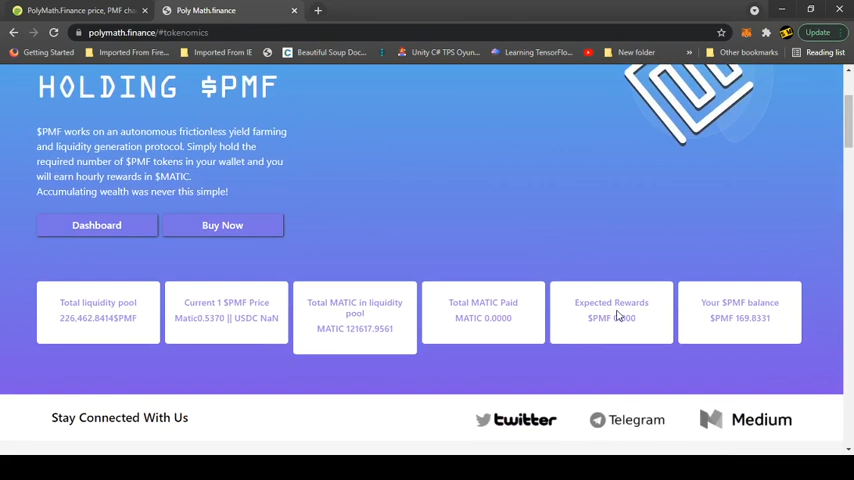 PolyMath.Finance price, PMF cha
Poly Math.finance
polymath.finance/#tokenomics
Update
Getting Started
Imported From Fire...
Imported From IE
Beautiful Soup Doc...
Unity C# TPS Oyun...
Learning TensorFlo...
New folder
»
Other bookmarks
Reading list
HOLDING $PMF
$PMF works on an autonomous frictionless yield farming
and liquidity generation protocol. Simply hold the
required number of $PMF tokens in your wallet and you
will earn hourly rewards in $MATIC.
Accumulating wealth was never this simple!
Dashboard
Buy Now
Total liquidity pool
226,462.8414$PMF
Current 1 $PMF Price
Matic0.5370 || USDC NaN
Total MATIC in liquidity
pool
MATIC 121617.9561
Total MATIC Paid
MATIC 0.0000
Expected Rewards
$PMF
Your $PMF balance
$PMF 169.8331
Stay Connected With Us
twitter
Telegram
Medium